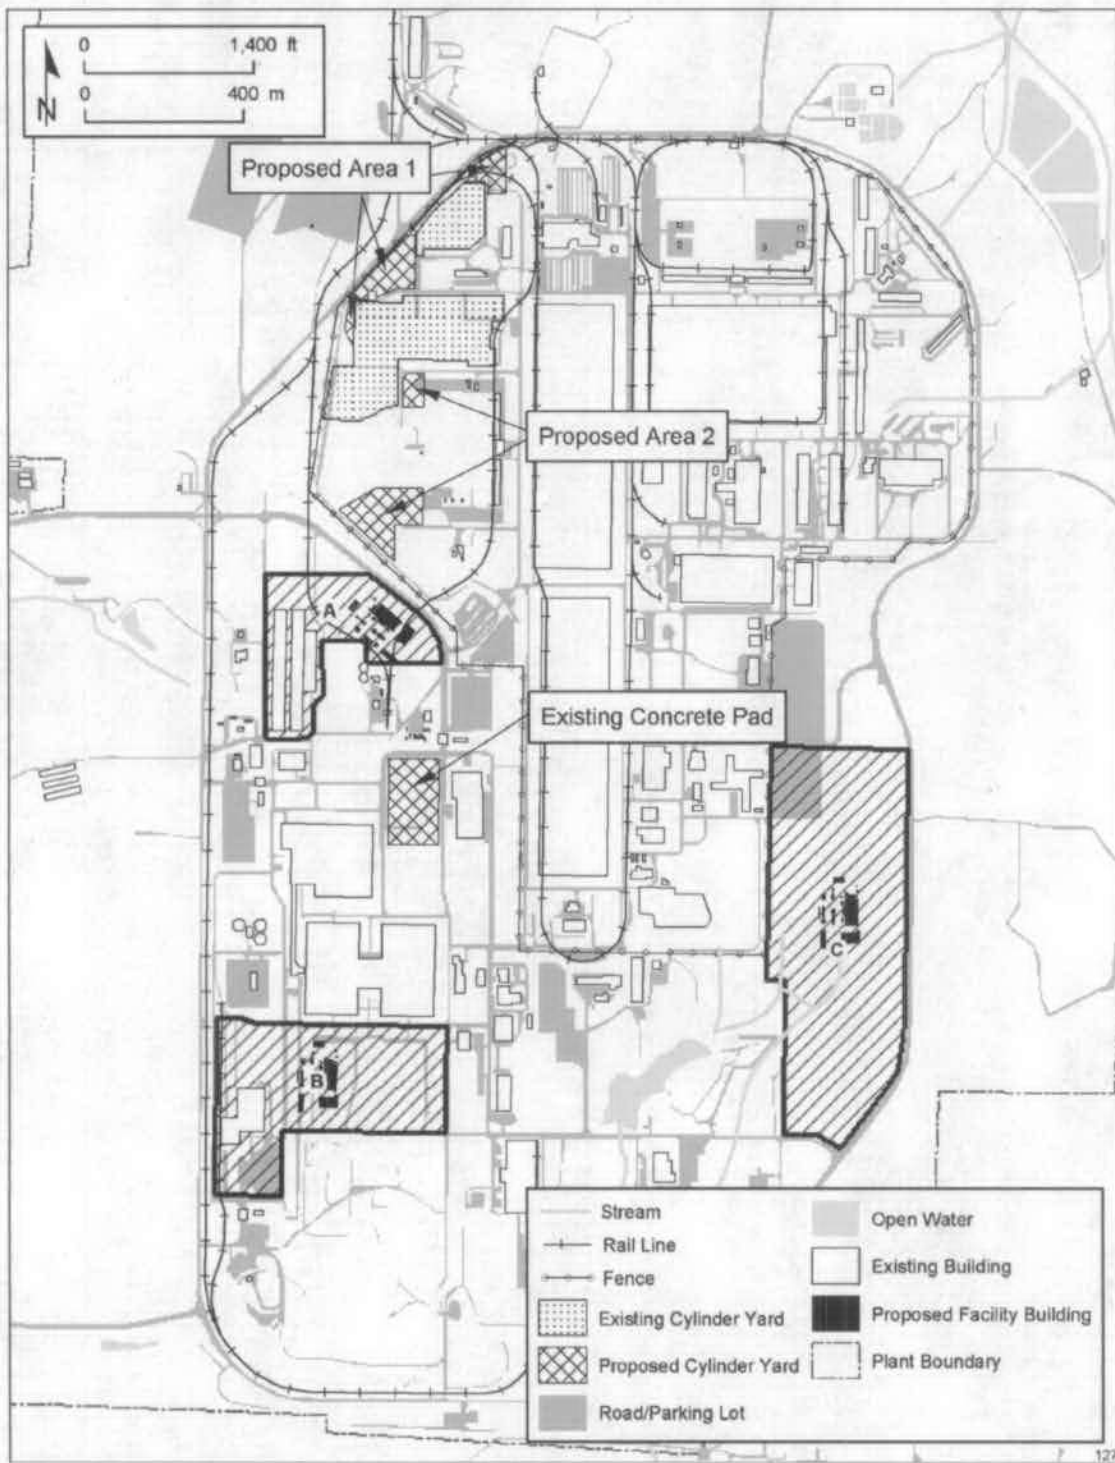 0 1,400 ft
0 400 m
N
Proposed Area 1
Proposed Area 2
A
Existing Concrete Pad
C
B
Stream
Rail Line
Fence
Existing Cylinder Yard
Proposed Cylinder Yard
Road/Parking Lot
Open Water
Existing Building
Proposed Facility Building
Plant Boundary